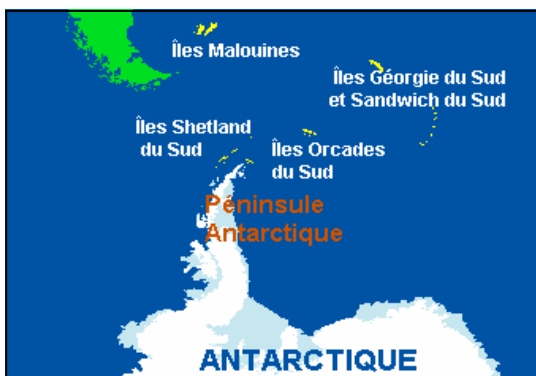 Îles Malouines
Îles Géorgie du Sud
et Sandwich du Sud
Îles Shetland
du Sud
Îles Orcades
du Sud
Péninsule
Antarctique
ANTARCTIQUE